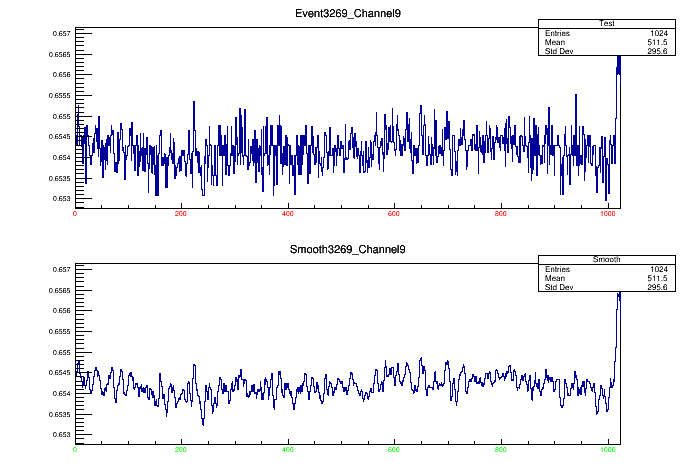 Event3269_Channel9
Test
Entries 1024
Mean 511.5
Std Dev 295.6
0.657
0.6565
0.656
0.6555
0.655
0.6545
0.654
0.6535
0.653
0 200 400 600 800 1000
Smooth3269_Channel9
Smooth
Entries 1024
Mean 511.5
Std Dev 295.6
0.657
0.6565
0.656
0.6555
0.655
0.6545
0.654
0.6535
0.653
0 200 400 600 800 1000